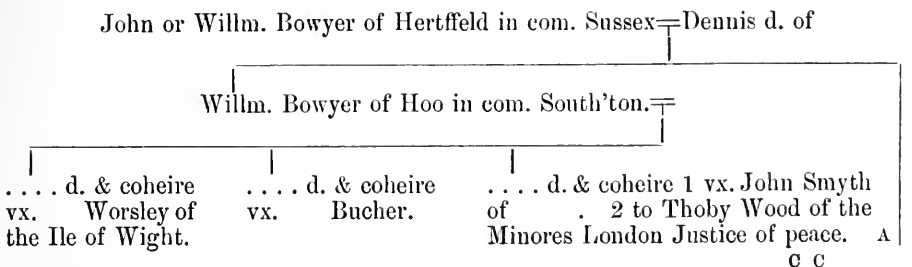 John or Willm. Bowyer of Hertffeld in com. Sussex=Dennis d. of
Willm. Bowyer of Hoo in com. South'ton.=
.... d. & coheire
vx. Worsley of
the Ile of Wight.
.... d. & coheire
vx. Bucher.
.... d. & coheire 1 vx. John Smyth
of . 2 to Thoby Wood of the
Minores London Justice of peace. A
C C